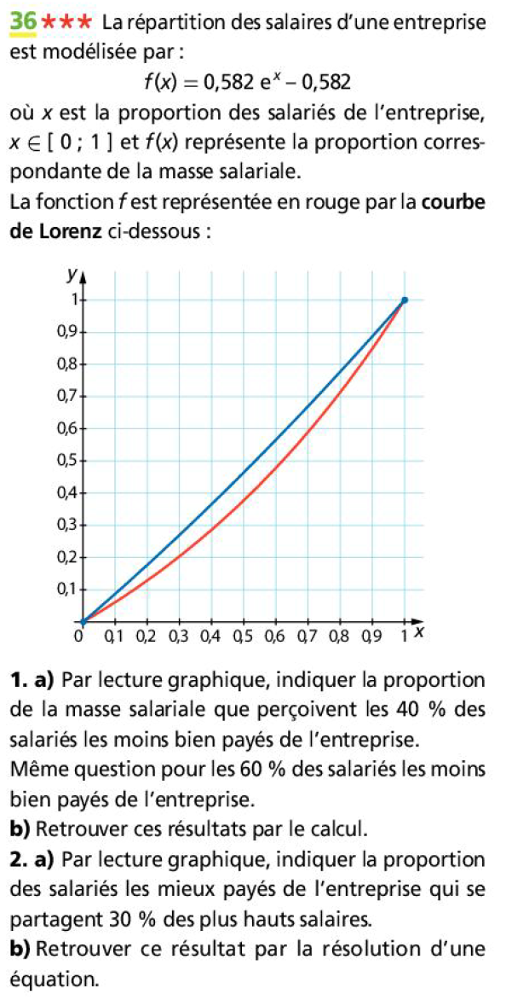 36 ★★★ La répartition des salaires d'une entreprise
est modélisée par :
f(x) = 0,582 eˣ – 0,582
où x est la proportion des salariés de l'entreprise,
x ∈ [ 0 ; 1 ] et f(x) représente la proportion corres-
pondante de la masse salariale.
La fonction f est représentée en rouge par la courbe
de Lorenz ci-dessous :
y
1
0,9
0,8
0,7
0,6
0,5
0,4
0,3
0,2
0,1
0 0,1 0,2 0,3 0,4 0,5 0,6 0,7 0,8 0,9 1 x
1. a) Par lecture graphique, indiquer la proportion
de la masse salariale que perçoivent les 40 % des
salariés les moins bien payés de l'entreprise.
Même question pour les 60 % des salariés les moins
bien payés de l'entreprise.
b) Retrouver ces résultats par le calcul.
2. a) Par lecture graphique, indiquer la proportion
des salariés les mieux payés de l'entreprise qui se
partagent 30 % des plus hauts salaires.
b) Retrouver ce résultat par la résolution d'une
équation.